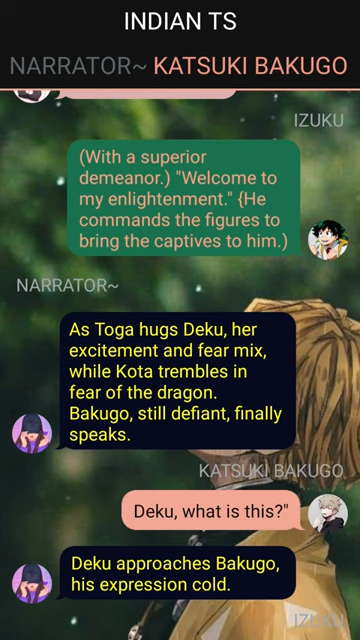 INDIAN TS
NARRATOR~ KATSUKI BAKUGO
IZUKU
(With a superior
demeanor.) "Welcome to
my enlightenment." {He
commands the figures to
bring the captives to him.)
NARRATOR~
As Toga hugs Deku, her
excitement and fear mix,
while Kota trembles in
fear of the dragon.
Bakugo, still defiant, finally
speaks.
KATSUKI BAKUGO
Deku, what is this?"
Deku approaches Bakugo,
his expression cold.
IZUKU